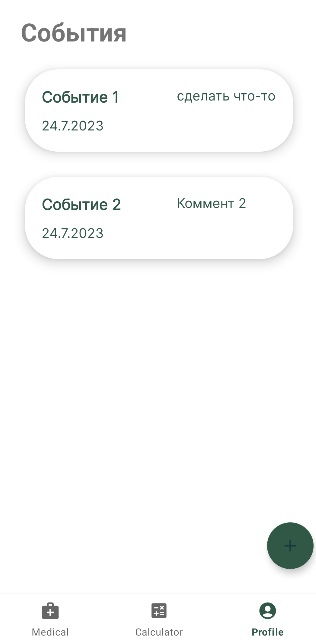 События
Событие 1
сделать что-то
24.7.2023
Событие 2
Коммент 2
24.7.2023
Medical
Calculator
Profile